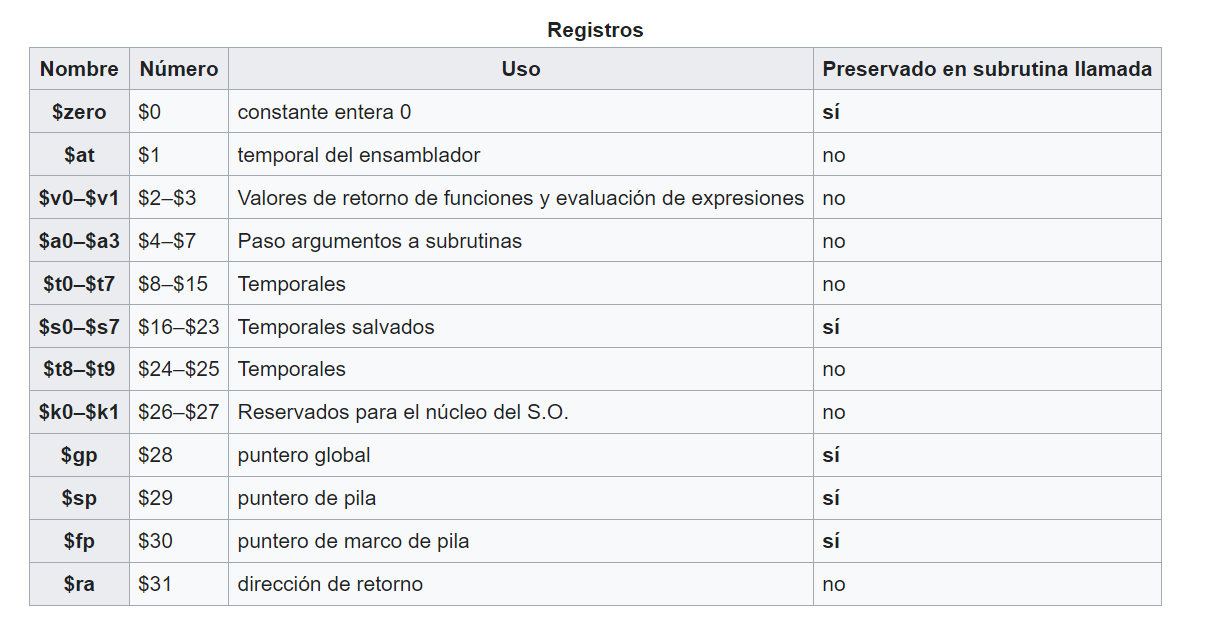 Registros
Nombre Número Uso Preservado en subrutina llamada
$zero $0 constante entera 0 sí
$at $1 temporal del ensamblador no
$v0–$v1 $2–$3 Valores de retorno de funciones y evaluación de expresiones no
$a0–$a3 $4–$7 Paso argumentos a subrutinas no
$t0–$t7 $8–$15 Temporales no
$s0–$s7 $16–$23 Temporales salvados sí
$t8–$t9 $24–$25 Temporales no
$k0–$k1 $26–$27 Reservados para el núcleo del S.O. no
$gp $28 puntero global sí
$sp $29 puntero de pila sí
$fp $30 puntero de marco de pila sí
$ra $31 dirección de retorno no